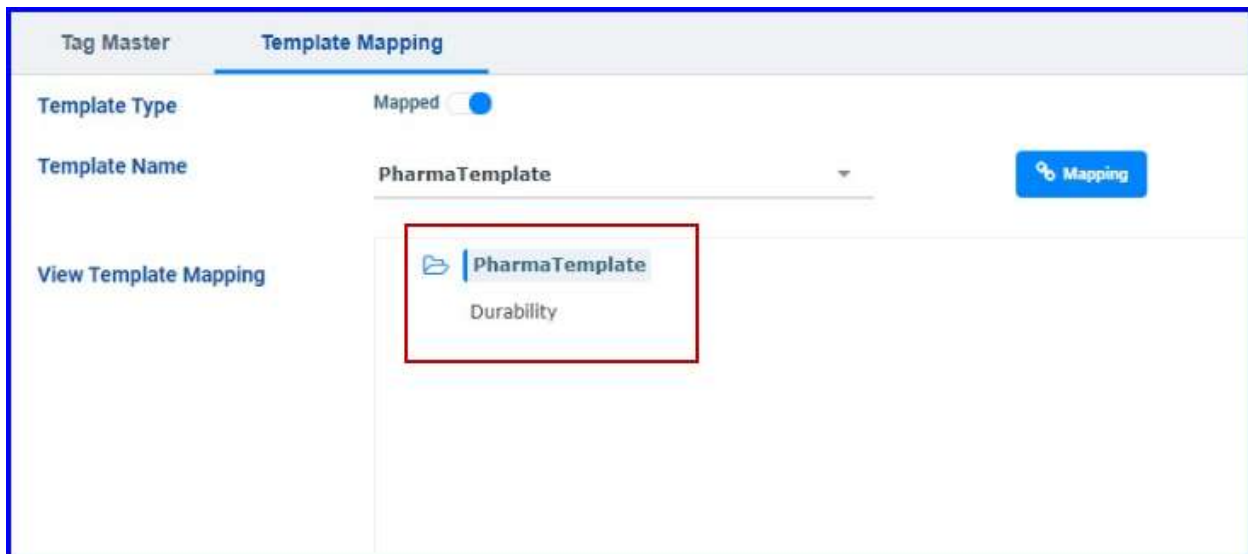 Tag Master Template Mapping
Template Type Mapped
Template Name PharmaTemplate Mapping
View Template Mapping PharmaTemplate
Durability